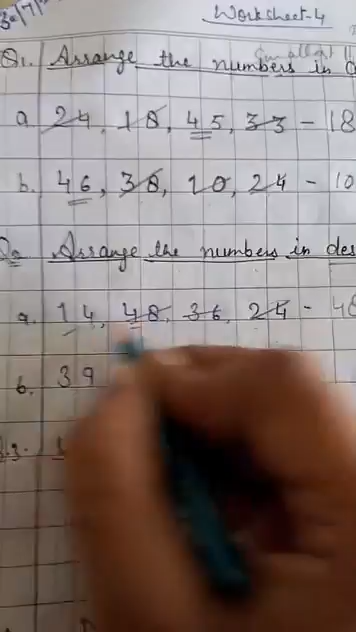 Worksheet-4
Q1. Arrange the numbers in
a. 24, 18, 45, 33 - 18
b. 46, 38, 10, 24 - 10
Q2. Arrange the numbers in des
a. 14, 48, 36, 24 - 48
b. 39